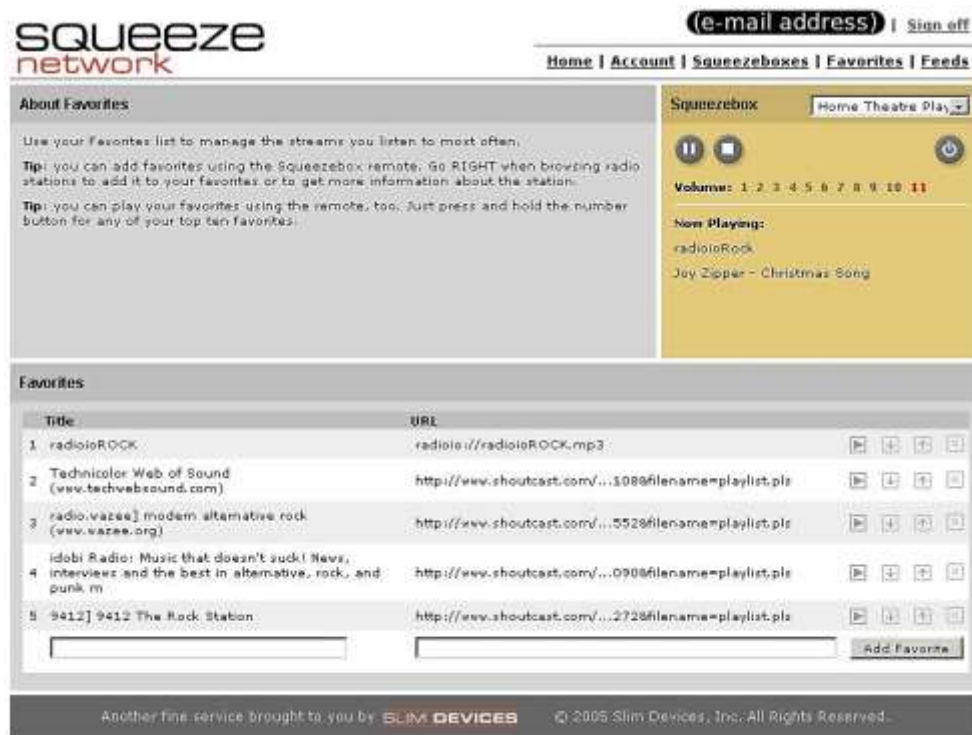 squeeze
network
(e-mail address) | Sign off
Home | Account | Squeezeboxes | Favorites | Feeds
About Favorites
Use your Favorites list to manage the streams you listen to most often.
Tip: you can add favorites using the Squeezebox remote. Go RIGHT when browsing radio
stations to add it to your favorites or to get more information about the station.
Tip: you can play your favorites using the remote, too. Just press and hold the number
button for any of your top ten favorites.
Squeezebox Home Theatre Play
Volume: 1 2 3 4 5 6 7 8 9 10 11
Now Playing:
radioioRock
Joy Zipper - Christmas Song
Favorites
Title URL
1 radioioROCK radioio://radioioROCK.mp3
2 Technicolor Web of Sound
(www.techwebsound.com) http://www.shoutcast.com/...108&filename=playlist.pls
3 radio.wazee] modern alternative rock
(www.wazee.org) http://www.shoutcast.com/...552&filename=playlist.pls
4 idobi Radio: Music that doesn't suck! News,
interviews and the best in alternative, rock, and
punk m http://www.shoutcast.com/...090&filename=playlist.pls
5 9412] 9412 The Rock Station http://www.shoutcast.com/...272&filename=playlist.pls
Add Favorite
Another fine service brought to you by SLIM DEVICES © 2005 Slim Devices, Inc. All Rights Reserved.